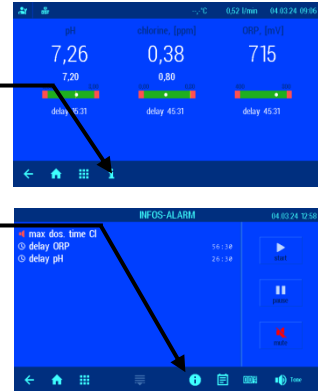 --,-°C 0,52 l/min 04.03.24 09:06
pH chlorine, [ppm] ORP, [mV]
7,26 0,38 715
7,20 0,80
delay 45:31 delay 45:31 delay 45:31
INFOS-ALARM 04.03.24 12:58
max dos. time Cl
delay ORP 56:30
delay pH 26:30
start
pause